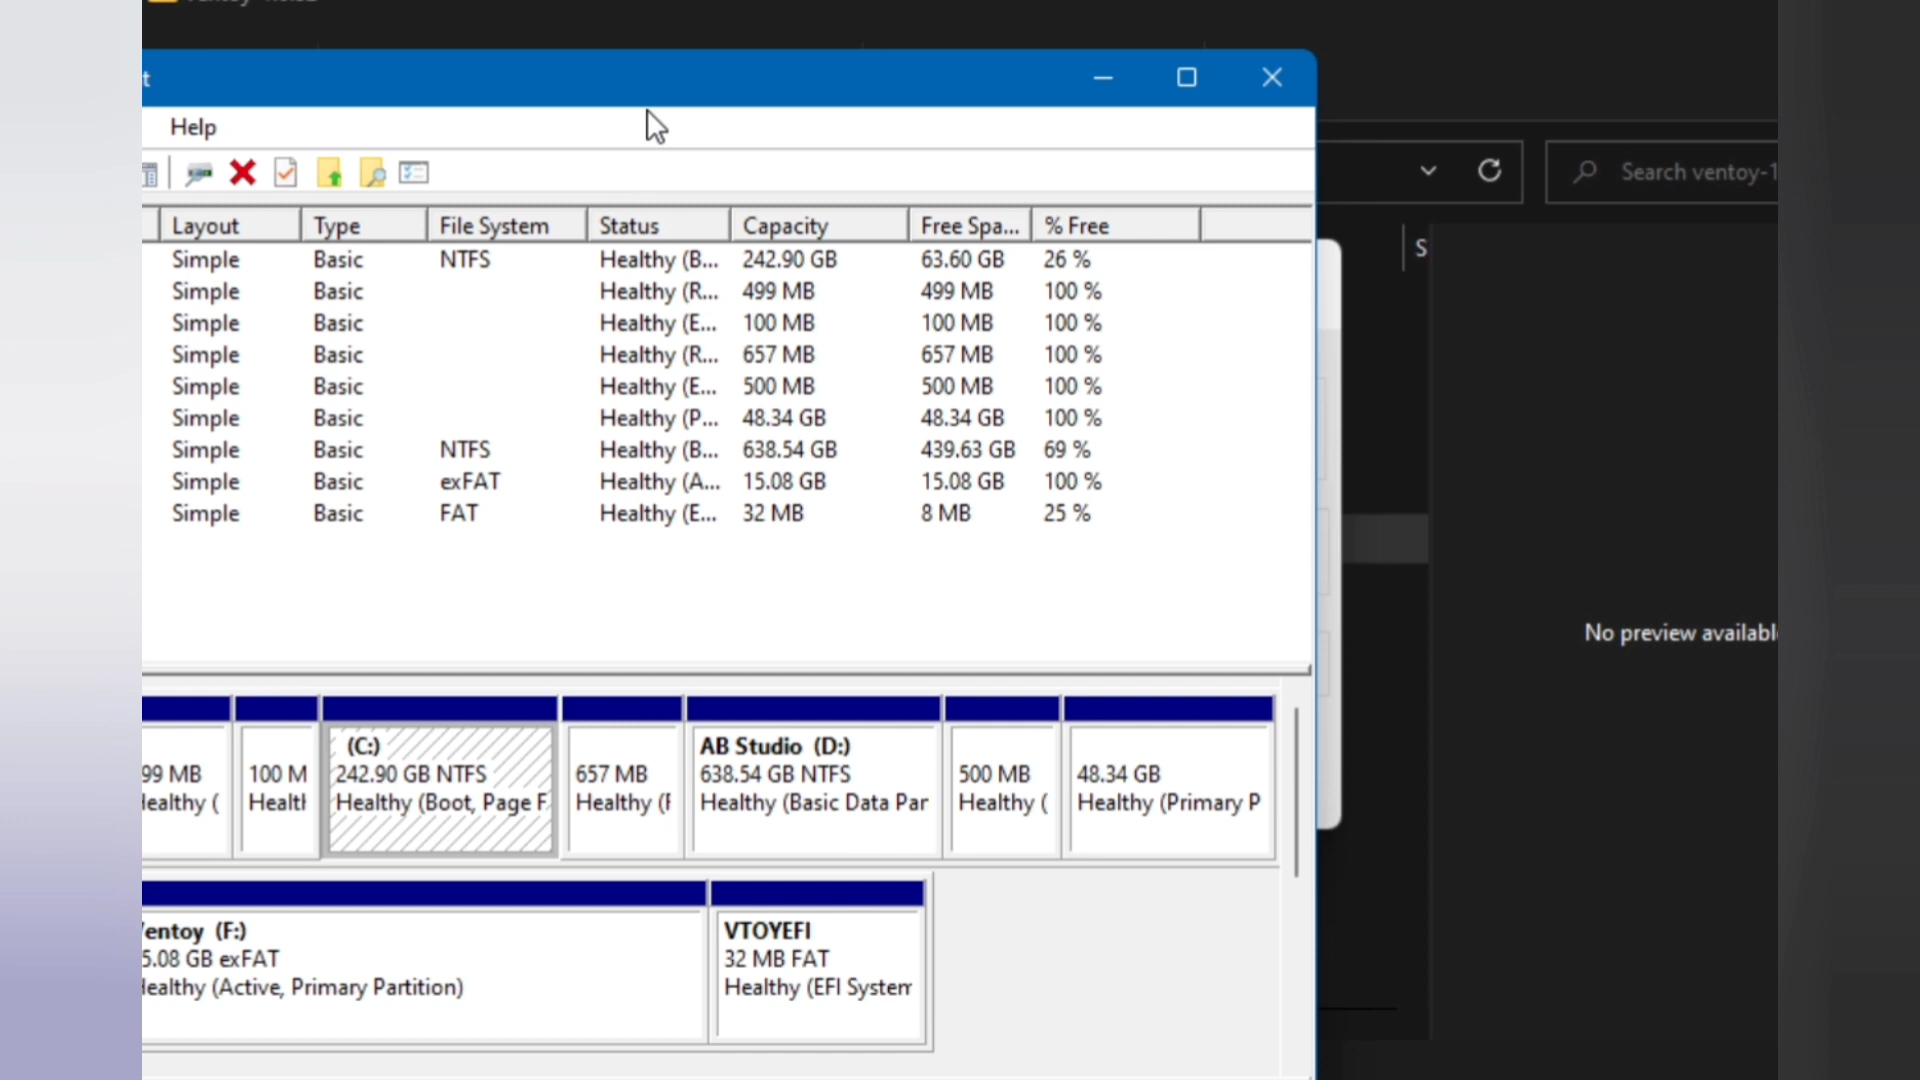 t
Help
Search ventoy-1
S
Layout Type File System Status Capacity Free Spa... % Free
Simple Basic NTFS Healthy (B... 242.90 GB 63.60 GB 26 %
Simple Basic Healthy (R... 499 MB 499 MB 100 %
Simple Basic Healthy (E... 100 MB 100 MB 100 %
Simple Basic Healthy (R... 657 MB 657 MB 100 %
Simple Basic Healthy (E... 500 MB 500 MB 100 %
Simple Basic Healthy (P... 48.34 GB 48.34 GB 100 %
Simple Basic NTFS Healthy (B... 638.54 GB 439.63 GB 69 %
Simple Basic exFAT Healthy (A... 15.08 GB 15.08 GB 100 %
Simple Basic FAT Healthy (E... 32 MB 8 MB 25 %
No preview availabl
(C:) AB Studio (D:)
99 MB 100 M 242.90 GB NTFS 657 MB 638.54 GB NTFS 500 MB 48.34 GB
Healthy ( Healtl Healthy (Boot, Page F Healthy (F Healthy (Basic Data Par Healthy ( Healthy (Primary P
entoy (F:) VTOYEFI
5.08 GB exFAT 32 MB FAT
Healthy (Active, Primary Partition) Healthy (EFI System